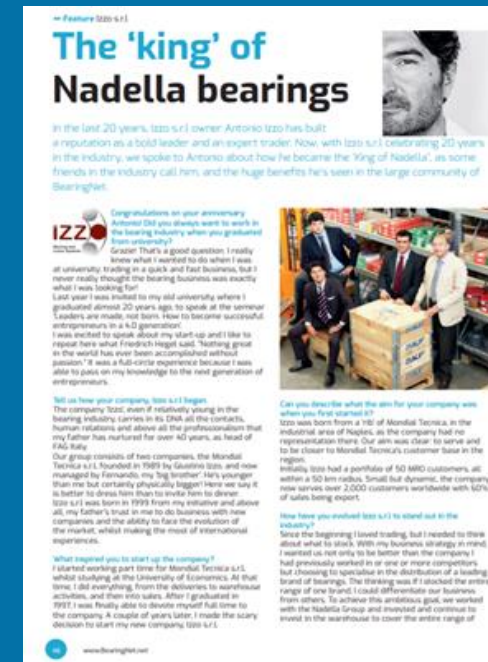 Feature Izzo s.r.l
The ‘king’ of
Nadella bearings
In the last 20 years, Izzo s.r.l owner Antonio Izzo has built
a reputation as a bold leader and an expert trader. Now, with Izzo s.r.l celebrating 20 years
in the industry, we spoke to Antonio about how he became the 'King of Nadella', as some
friends in the industry call him, and the huge benefits he's seen in the large community of
BearingNet.
IZZO
Congratulations on your anniversary
Antonio! Did you always want to work in
the bearing industry when you graduated
from university?
Grazie! That's a good question. I really
knew what I wanted to do when I was
at university: trading in a quick and fast business, but I
never really thought the bearing business was exactly
what I was looking for!
Last year I was invited to my old university, where I
graduated almost 20 years ago, to speak at the seminar
'Leaders are made, not born. How to become successful
entrepreneurs in a 4.0 generation'.
I was excited to speak about my start-up and I like to
repeat here what Friedrich Hegel said. "Nothing great
in the world has ever been accomplished without
passion." It was a full-circle experience because I was
able to pass on my knowledge to the next generation of
entrepreneurs.
Tell us how your company, Izzo s.r.l began.
The company 'Izzo', even if relatively young in the
bearing industry, carries in its DNA all the contacts,
human relations and above all the professionalism that
my father has nurtured for over 40 years, as head of
FAG Italy.
Our group consists of two companies, the Mondial
Tecnica s.r.l, founded in 1989 by Giustino Izzo, and now
managed by Fernando, my 'big brother'. He's younger
than me but certainly physically bigger! Here we say it
is better to dress him than to invite him to dinner.
Izzo s.r.l was born in 1999 from my initiative and above
all, my father's trust in me to do business with new
companies and the ability to face the evolution of
the market, whilst making the most of international
experiences.
What inspired you to start up the company?
I started working part time for Mondial Tecnica s.r.l,
whilst studying at the University of Economics. At that
time, I did everything, from the deliveries to warehouse
activities, and then into sales. After I graduated in
1997, I was finally able to devote myself full time to
the company. A couple of years later, I made the scary
decision to start my new company, Izzo s.r.l.
Can you describe what the aim for your company was
when you first started it?
Izzo was born from a 'rib' of Mondial Tecnica, in the
industrial area of Naples, as the company had no
representation there. Our aim was clear: to serve and
to be closer to Mondial Tecnica's customer base in the
region.
Initially, Izzo had a portfolio of 50 MRO customers, all
within a 50 km radius. Small but dynamic, the company
now serves over 2,000 customers worldwide with 60%
of sales being export.
How have you evolved Izzo s.r.l to stand out in the
industry?
Since the beginning I loved trading, but I needed to think
about what to stock. With my business strategy in mind,
I wanted us not only to be better than the company I
had previously worked in or one or more competitors
but choosing to specialise in the distribution of a leading
brand of bearings. The thinking was if I stocked the entire
range of one brand, I could differentiate our business
from others. To achieve this ambitious goal, we worked
with the Nadella Group and invested and continue to
invest in the warehouse to cover the entire range of
www.BearingNet.net